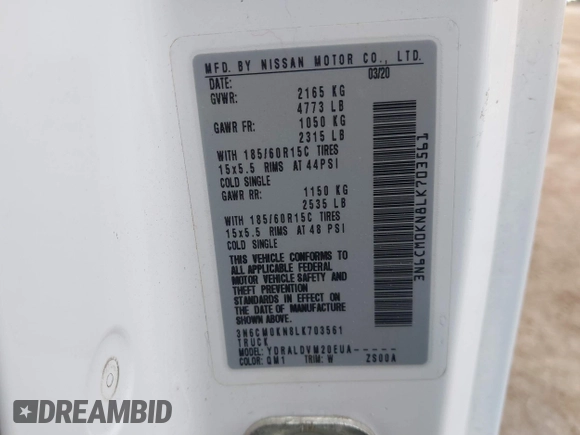 MFD. BY NISSAN MOTOR CO., LTD.
DATE: 03/20
GVWR: 2165 KG
4773 LB
GAWR FR: 1050 KG
2315 LB
WITH 185/60R15C TIRES
15x5.5 RIMS AT 44PSI
COLD SINGLE
GAWR RR: 1150 KG
2535 LB
WITH 185/60R15C TIRES
15x5.5 RIMS AT 48 PSI
COLD SINGLE
THIS VEHICLE CONFORMS TO
ALL APPLICABLE FEDERAL
MOTOR VEHICLE SAFETY AND
THEFT PREVENTION
STANDARDS IN EFFECT ON
THE DATE OF MANUFACTURE
SHOWN ABOVE.
3N6CM0KN8LK703561
TRUCK
MODEL: YDRALDVM20EUA-----
COLOR: QM1 TRIM: W ZS00A
3N6CM0KN8LK703561
DREAMBID